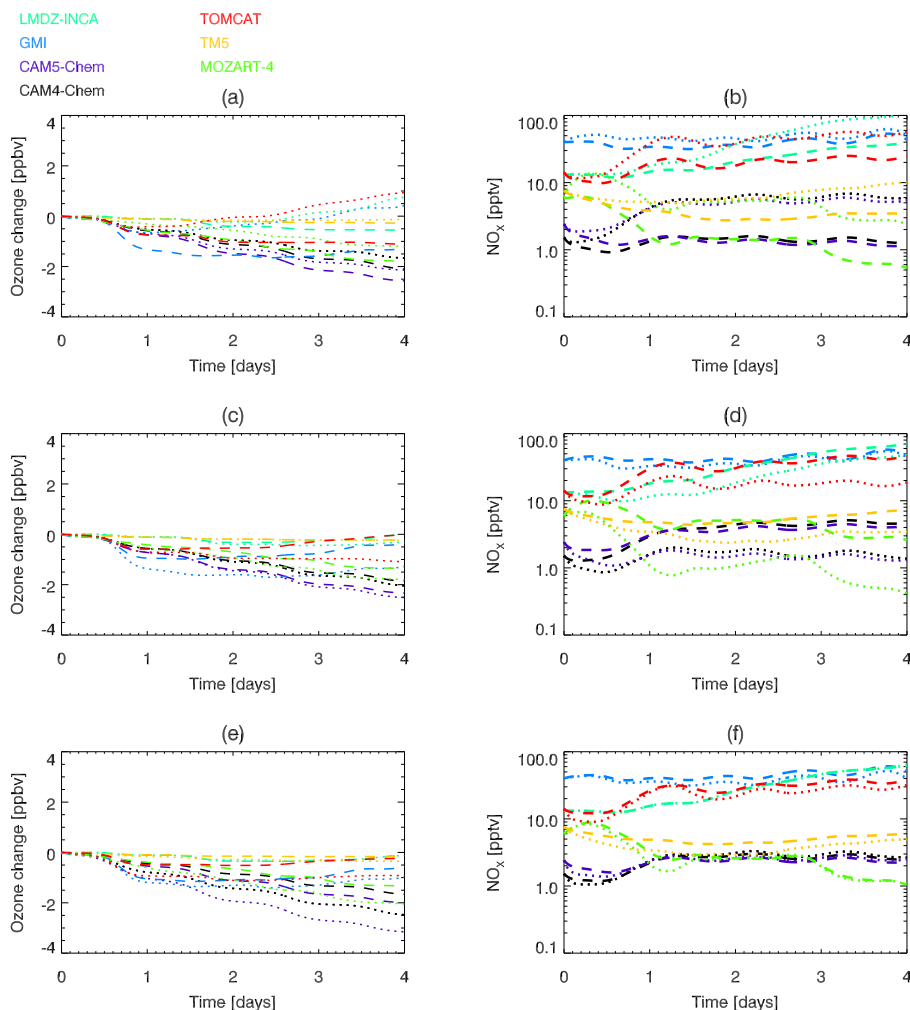 LMDZ-INCA TOMCAT
GMI TM5
CAM5-Chem MOZART-4
CAM4-Chem
(a) (b)
4
2
0
-2
-4
Ozone change [ppbv]
0 1 2 3 4
Time [days]
100.0
10.0
1.0
0.1
NOx [pptv]
0 1 2 3 4
Time [days]
(c) (d)
4
2
0
-2
-4
Ozone change [ppbv]
0 1 2 3 4
Time [days]
100.0
10.0
1.0
0.1
NOx [pptv]
0 1 2 3 4
Time [days]
(e) (f)
4
2
0
-2
-4
Ozone change [ppbv]
0 1 2 3 4
Time [days]
100.0
10.0
1.0
0.1
NOx [pptv]
0 1 2 3 4
Time [days]